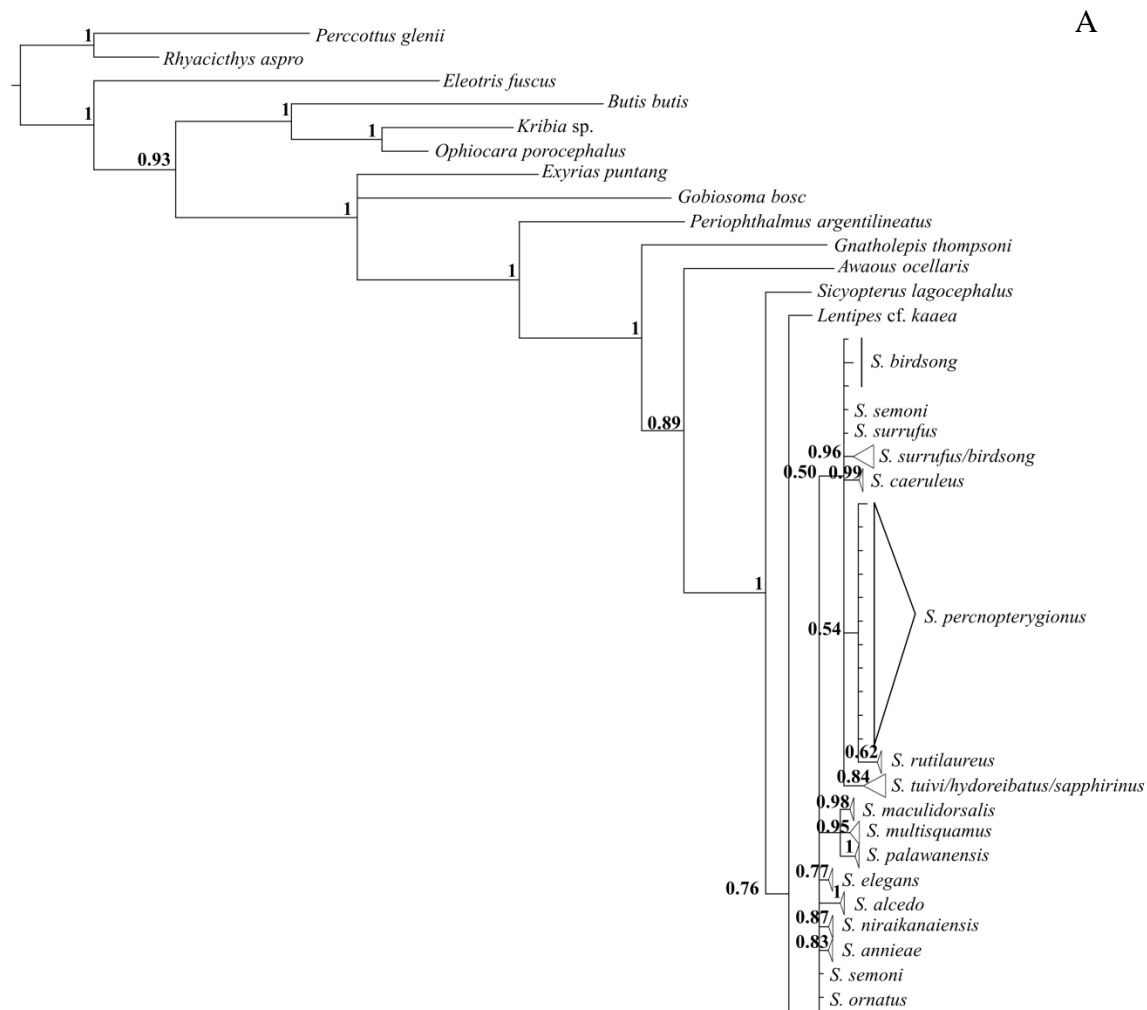 A
1 Perccottus glenii
Rhyacicthys aspro
Eleotris fuscus
1
1 Butis butis
1 Kribia sp.
0.93 Ophiocara porocephalus
Exyrias puntang
1 Gobiosoma bosc
Periophthalmus argentilineatus
Gnatholepis thompsoni
1 Awaous ocellaris
Sicyopterus lagocephalus
1 Lentipes cf. kaaea
S. birdsong
S. semoni
0.89 S. surrufus
0.96 S. surrufus/birdsong
0.50 0.99 S. caeruleus
1
S. percnopterygionus
0.54
0.62 S. rutilaureus
0.84 S. tuivi/hydoreibatus/sapphirinus
0.98 S. maculidorsalis
0.95 S. multisquamus
1 S. palawanensis
0.77 S. elegans
0.76 1 S. alcedo
0.87 S. niraikanaiensis
0.83 S. annieae
S. semoni
S. ornatus